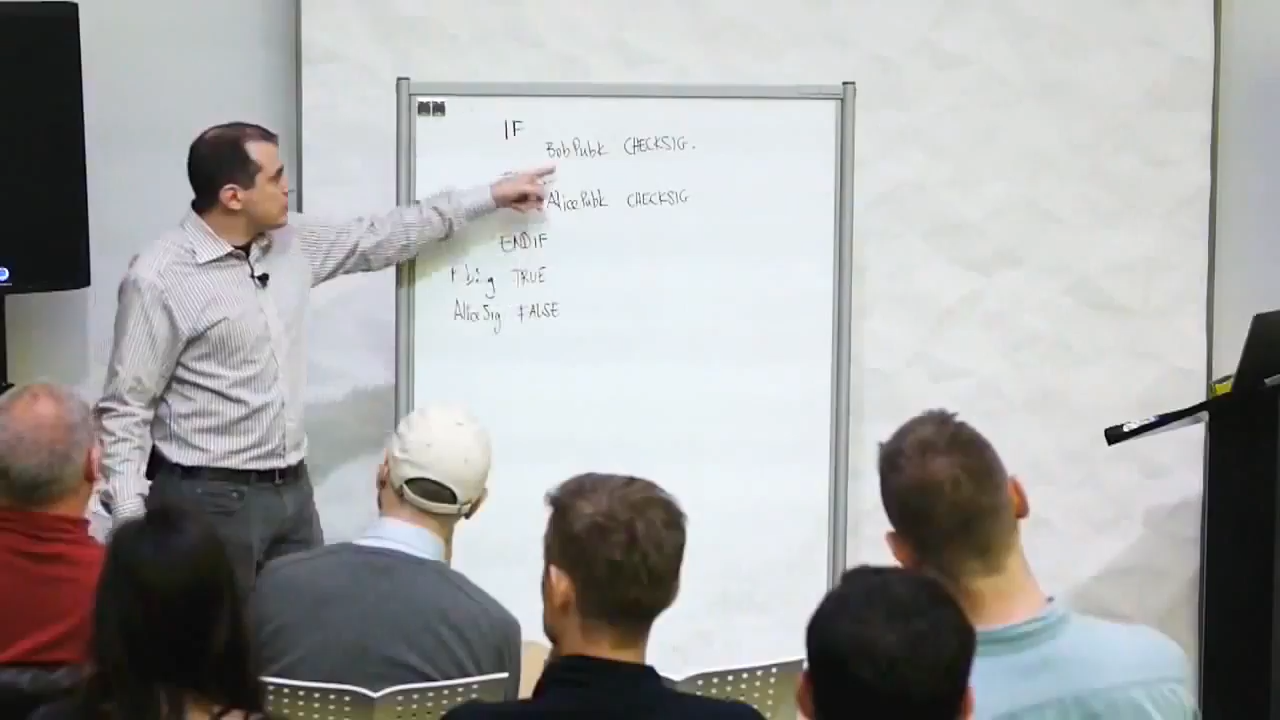 IF
BobPubk CHECKSIG.
AlicePubk CHECKSIG
ENDIF
TRUE
AliceSig FALSE